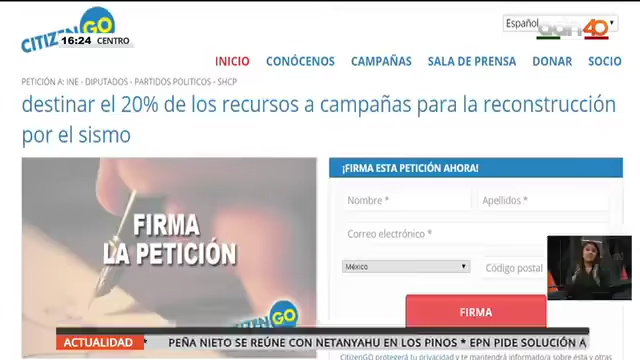 CITIZENGO
16:24 CENTRO
Español
adn40
INICIO CONÓCENOS CAMPAÑAS SALA DE PRENSA DONAR SOCIO
PETICIÓN A: INE - DIPUTADOS - PARTIDOS POLITICOS - SHCP
destinar el 20% de los recursos a campañas para la reconstrucción
por el sismo
FIRMA
LA PETICIÓN
CITIZENGO
¡FIRMA ESTA PETICIÓN AHORA!
Nombre * Apellidos *
Correo electrónico *
México Código postal
FIRMA
ACTUALIDAD * PEÑA NIETO SE REÚNE CON NETANYAHU EN LOS PINOS * EPN PIDE SOLUCIÓN A
CitizenGO protegerá tu privacidad y te mantendrá informado/a sobre ésta y otras